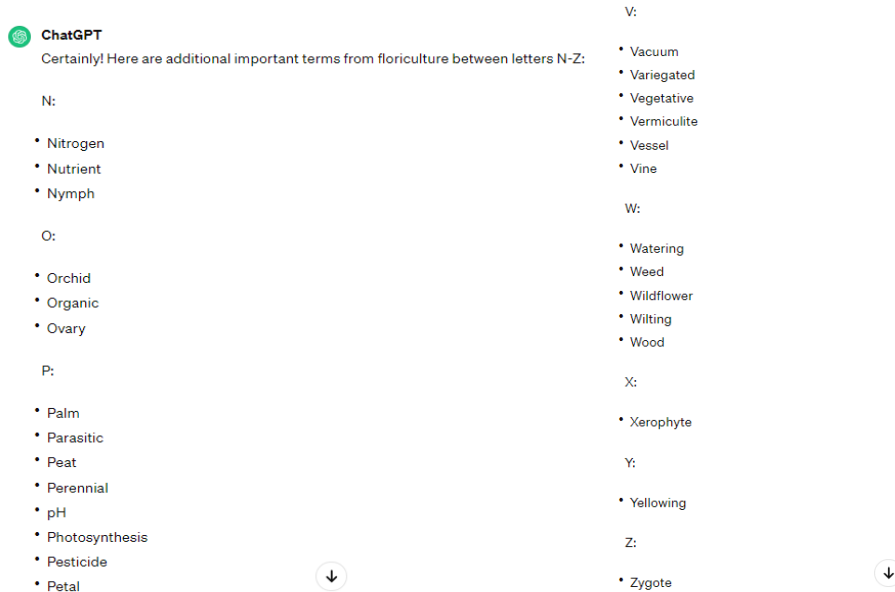 ChatGPT
Certainly! Here are additional important terms from floriculture between letters N-Z:
N:
• Nitrogen
• Nutrient
• Nymph
O:
• Orchid
• Organic
• Ovary
P:
• Palm
• Parasitic
• Peat
• Perennial
• pH
• Photosynthesis
• Pesticide
• Petal
V:
• Vacuum
• Variegated
• Vegetative
• Vermiculite
• Vessel
• Vine
W:
• Watering
• Weed
• Wildflower
• Wilting
• Wood
X:
• Xerophyte
Y:
• Yellowing
Z:
• Zygote